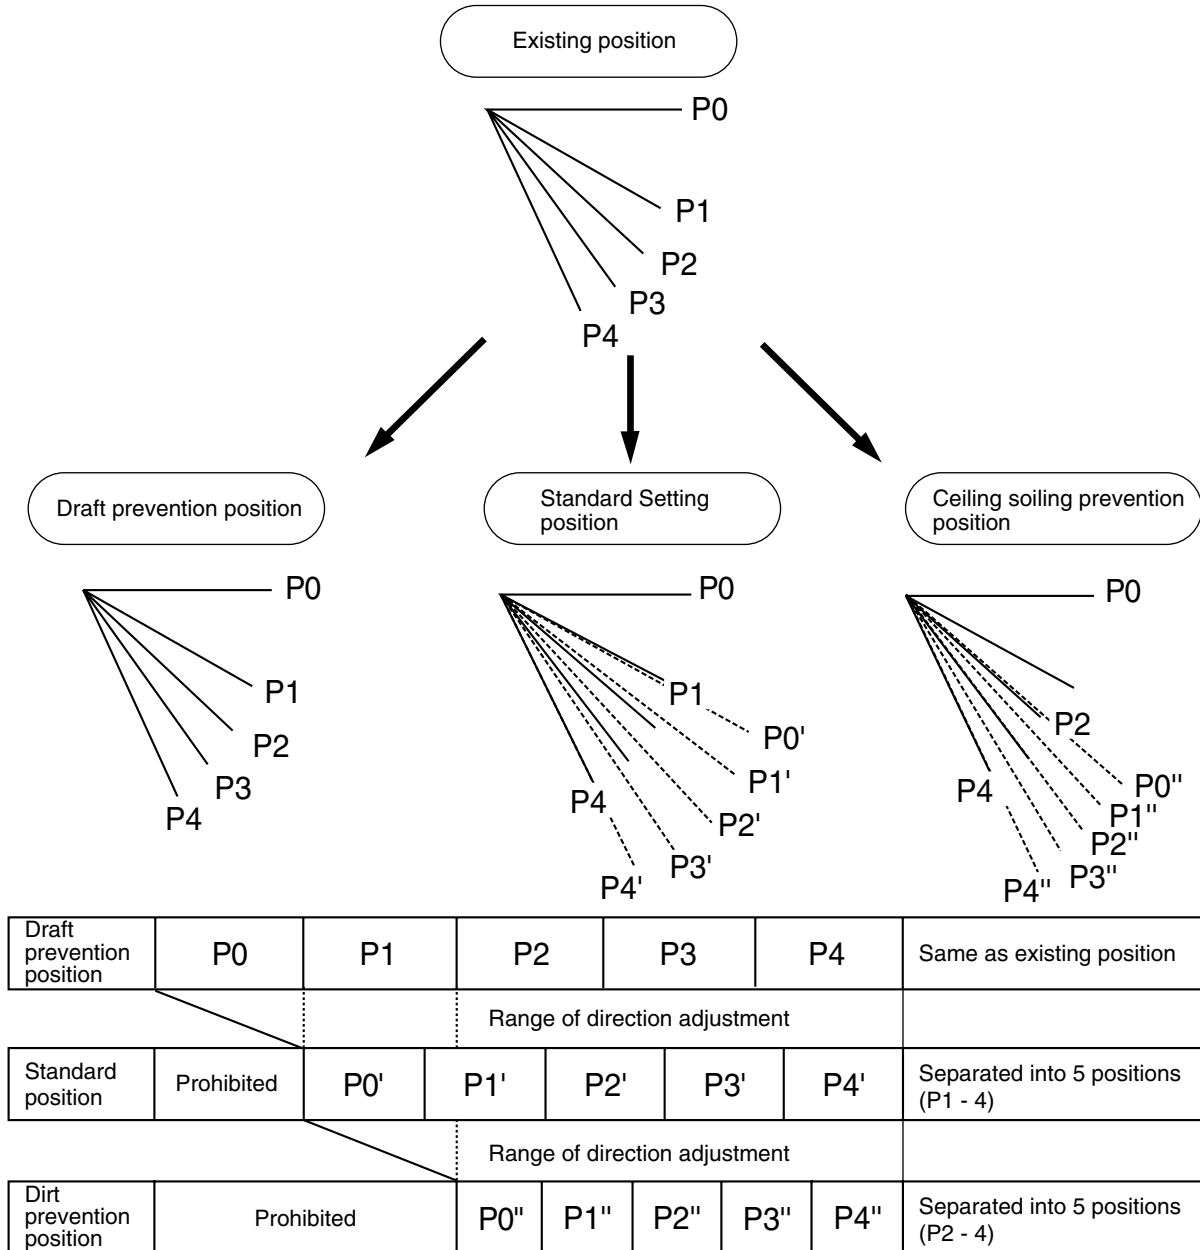 Existing position
P0
P1
P2
P3
P4
Draft prevention position
Standard Setting
position
Ceiling soiling prevention
position
P0
P1
P2
P3
P4
P0
P1
P0'
P1'
P4
P2'
P3'
P4'
P0
P2
P4
P0"
P1"
P2"
P3"
P4"
Draft
prevention
position
P0
P1
P2
P3
P4
Same as existing position
Range of direction adjustment
Standard
position
Prohibited
P0'
P1'
P2'
P3'
P4'
Separated into 5 positions
(P1 - 4)
Range of direction adjustment
Dirt
prevention
position
Prohibited
P0"
P1"
P2"
P3"
P4"
Separated into 5 positions
(P2 - 4)